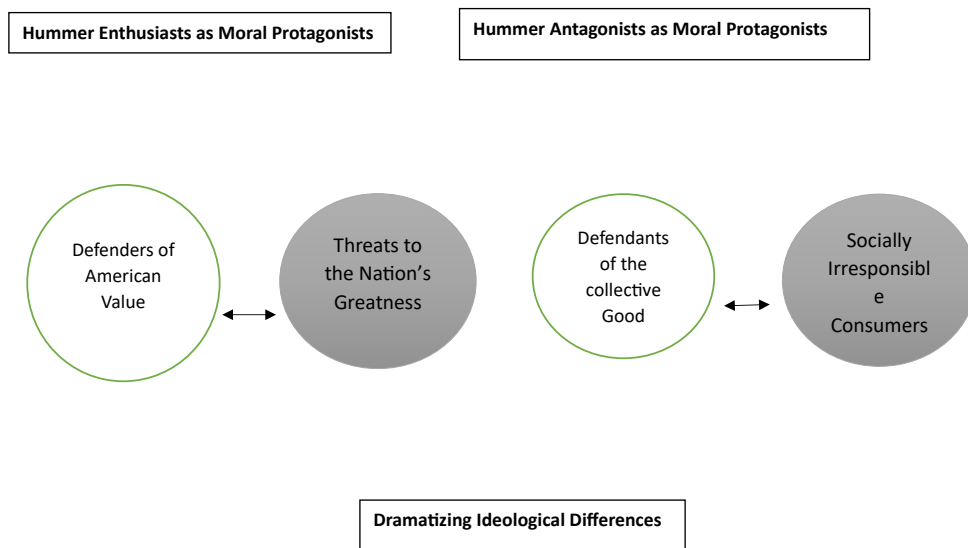 Hummer Enthusiasts as Moral Protagonists
Hummer Antagonists as Moral Protagonists
Defenders of
American
Value
Threats to
the Nation's
Greatness
Defendants
of the
collective
Good
Socially
Irresponsibl
e
Consumers
Dramatizing Ideological Differences